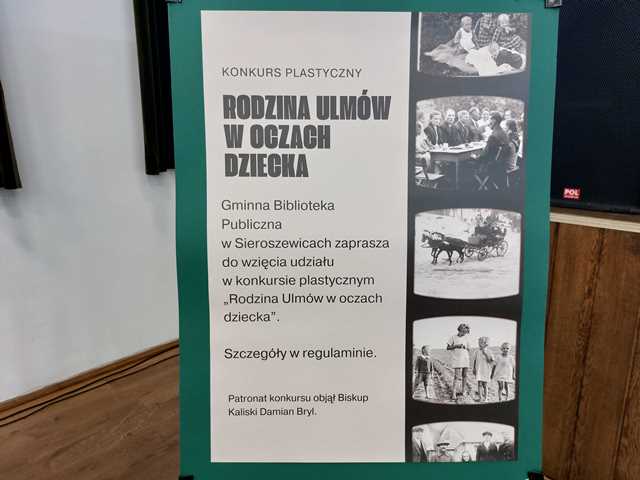 KONKURS PLASTYCZNY
RODZINA ULMÓW
W OCZACH
DZIECKA
Gminna Biblioteka
Publiczna
w Sieroszewicach zaprasza
do wzięcia udziału
w konkursie plastycznym
„Rodzina Ulmów w oczach
dziecka”.
Szczegóły w regulaminie.
Patronat konkursu objął Biskup
Kaliski Damian Bryl.
POL